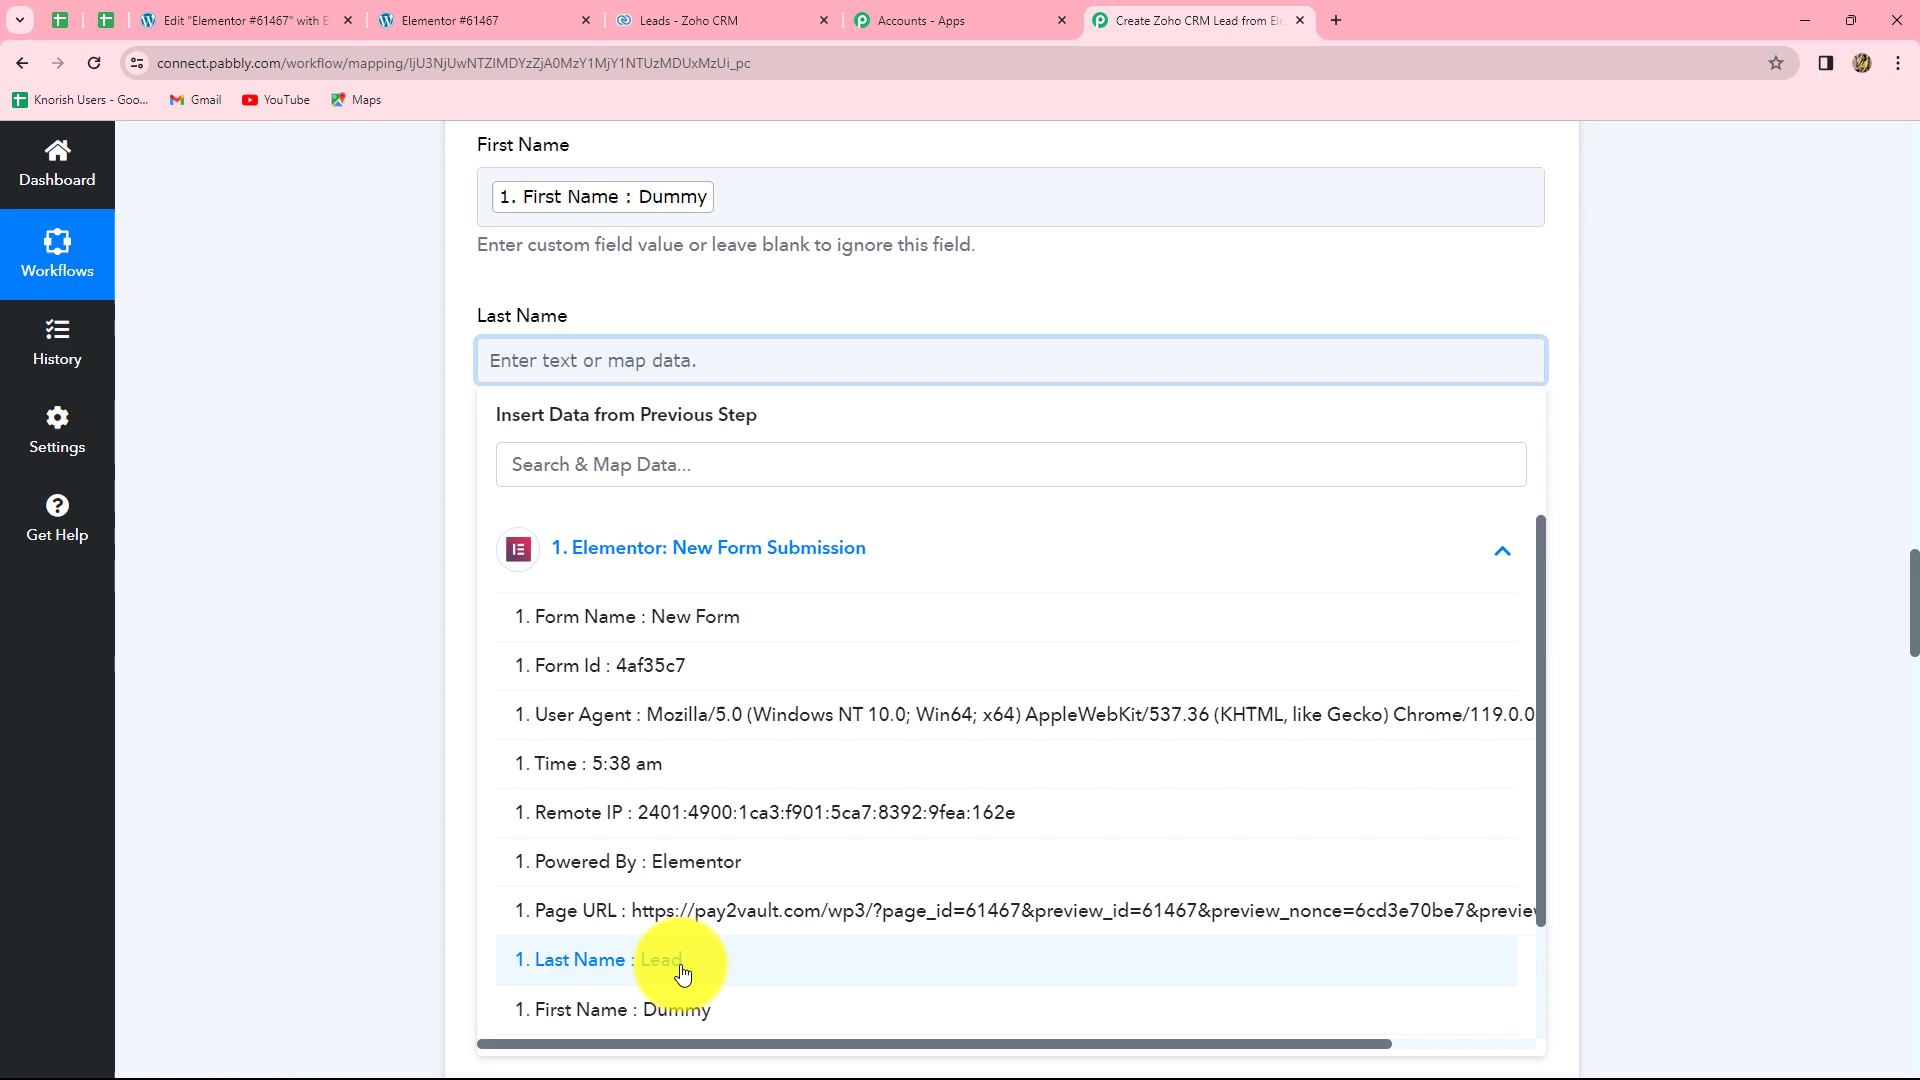 Edit "Elementor #61467" with E
Elementor #61467
Leads - Zoho CRM
Accounts - Apps
Create Zoho CRM Lead from Ele
connect.pabbly.com/workflow/mapping/IjU3NjUwNTZlMDYzZjA0MzY1MjY1NTUzMDUxMzUi_pc
Knorish Users - Goo...
Gmail
YouTube
Maps
Dashboard
Workflows
History
Settings
Get Help
First Name
1. First Name : Dummy
Enter custom field value or leave blank to ignore this field.
Last Name
Enter text or map data.
Insert Data from Previous Step
Search & Map Data...
1. Elementor: New Form Submission
1. Form Name : New Form
1. Form Id : 4af35c7
1. User Agent : Mozilla/5.0 (Windows NT 10.0; Win64; x64) AppleWebKit/537.36 (KHTML, like Gecko) Chrome/119.0.0
1. Time : 5:38 am
1. Remote IP : 2401:4900:1ca3:f901:5ca7:8392:9fea:162e
1. Powered By : Elementor
1. Page URL : https://pay2vault.com/wp3/?page_id=61467&preview_id=61467&preview_nonce=6cd3e70be7&preview
1. Last Name : Lead
1. First Name : Dummy